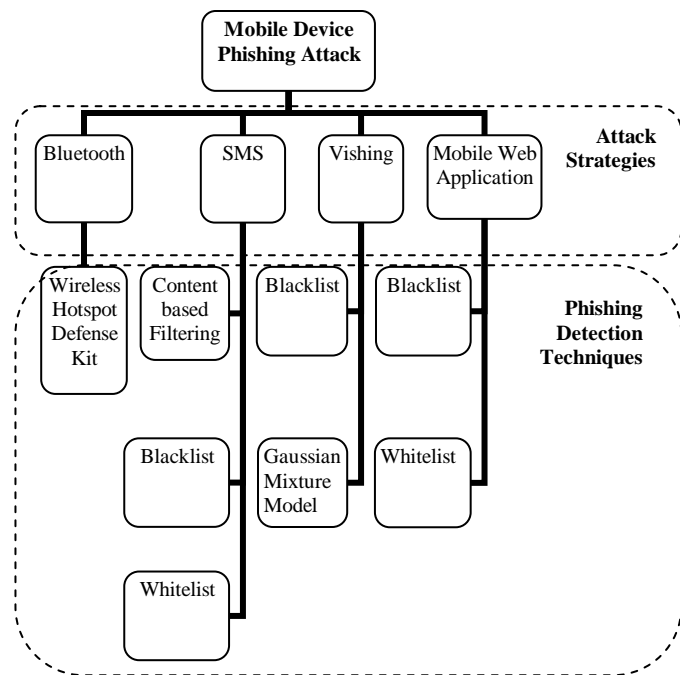 Mobile Device
Phishing Attack
Attack
Strategies
Bluetooth
SMS
Vishing
Mobile Web
Application
Phishing
Detection
Techniques
Wireless
Hotspot
Defense
Kit
Content
based
Filtering
Blacklist
Blacklist
Blacklist
Gaussian
Mixture
Model
Whitelist
Whitelist